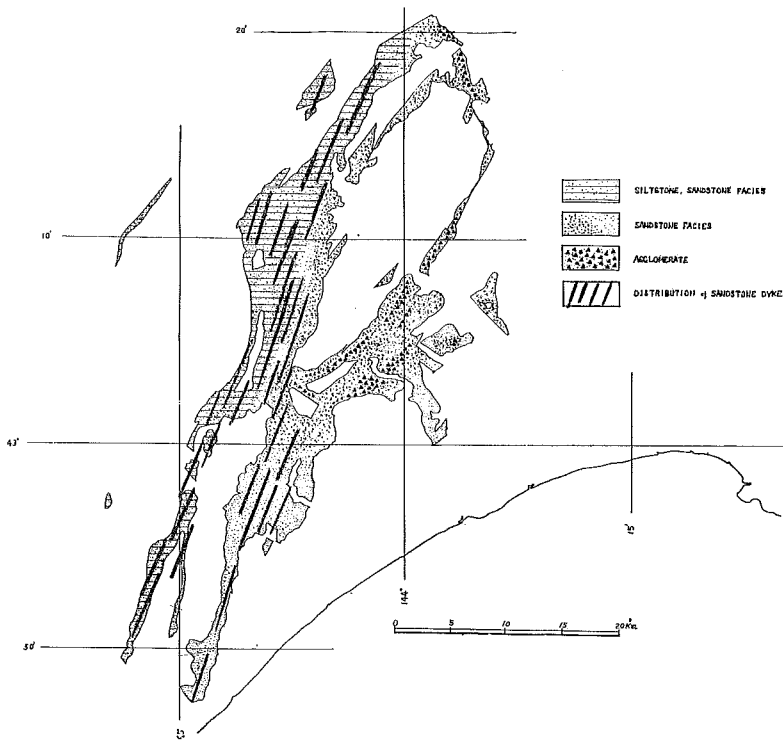 20'
SILTSTONE, SANDSTONE FACIES
SANDSTONE FACIES
10'
AGGLOMERATE
DISTRIBUTION of SANDSTONE DYKE
43°
15'
144°
0 5 10 15 20 Km.
50'